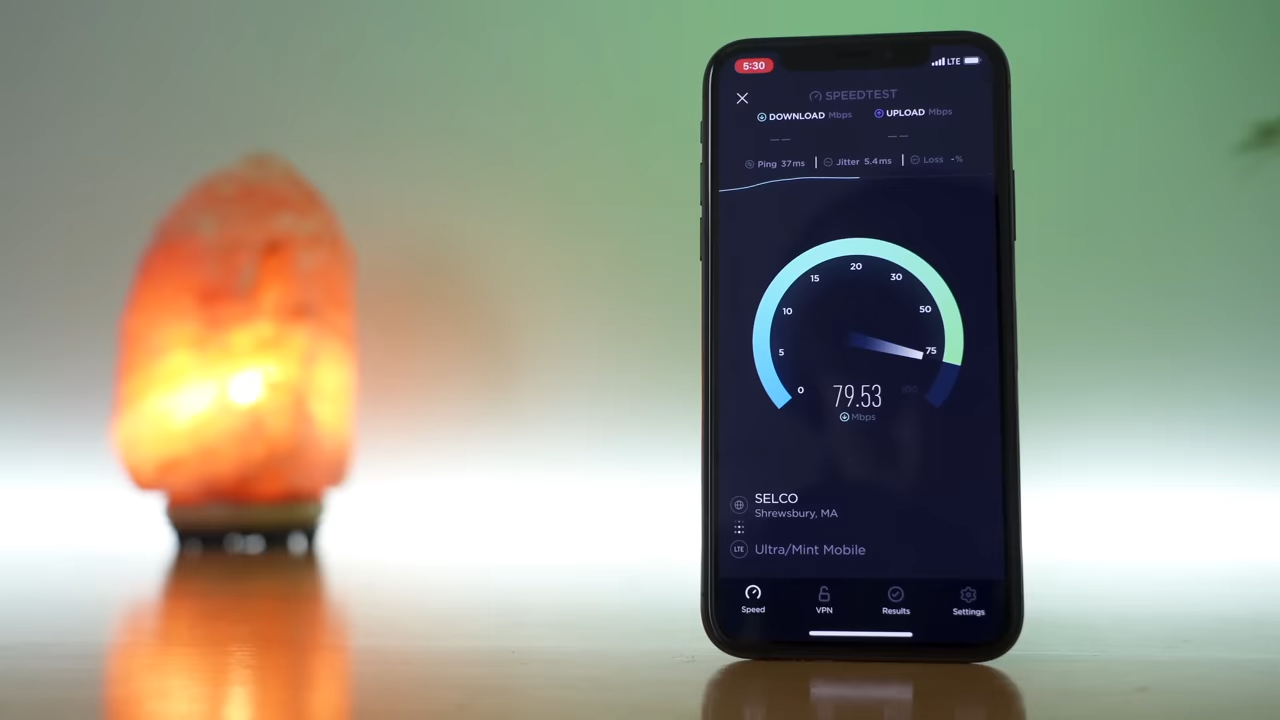 5:30 LTE
SPEEDTEST
DOWNLOAD Mbps UPLOAD Mbps
Ping 37ms Jitter 5.4ms Loss -%
20
15 30
10 50
5 75
0
79.53
Mbps
SELCO
Shrewsbury, MA
LTE Ultra/Mint Mobile
Speed VPN Results Settings